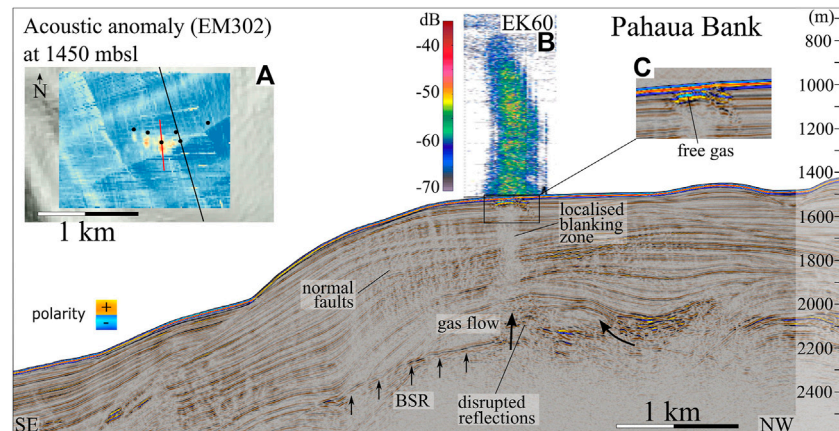 Acoustic anomaly (EM302)
at 1450 mbsl
A
N
1 km
dB
-40
-50
-60
-70
EK60
B
Pahaua Bank
C
free gas
(m)
800
1000
1200
1400
1600
1800
2000
2200
2400
localised
blanking
zone
normal
faults
polarity
+
-
gas flow
BSR
disrupted
reflections
1 km
SE
NW